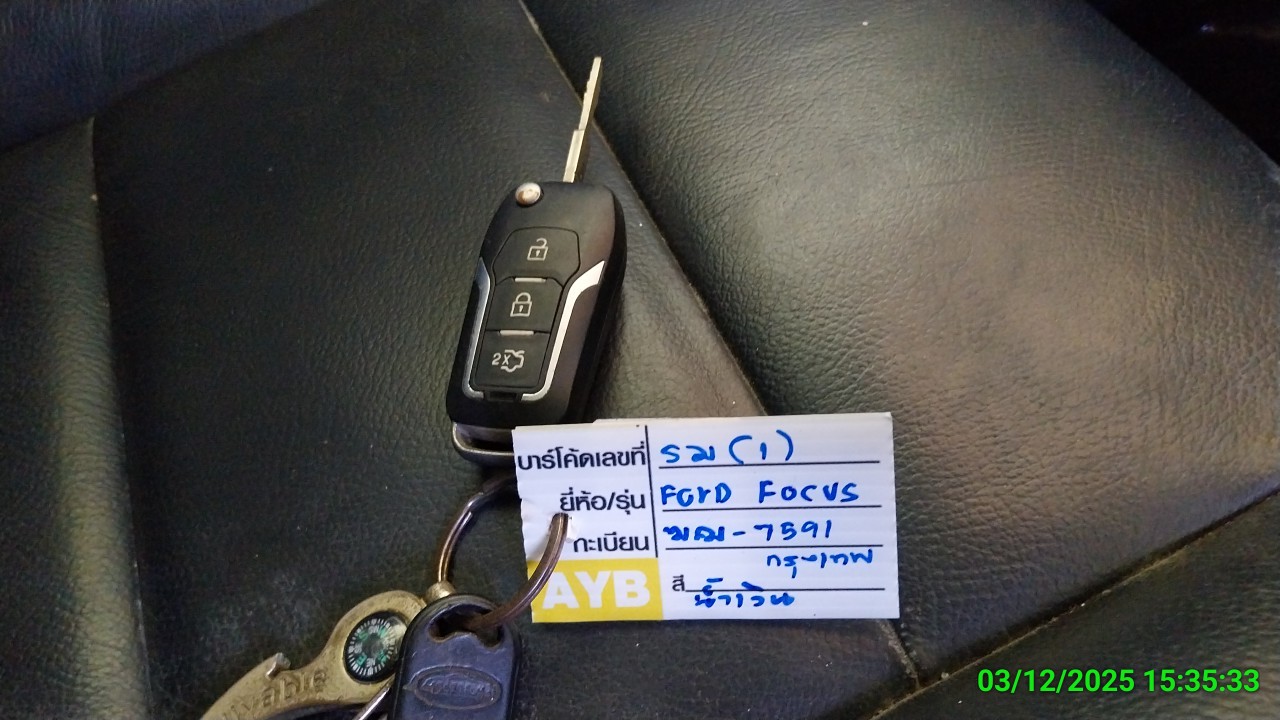 2X
บาร์โค้ดเลขที่ รม (1)
ยี่ห้อ/รุ่น FORD FOCUS
ทะเบียน ฆฌ-7591
กรุงเทพ
AYB สี น้ำเงิน
03/12/2025 15:35:33